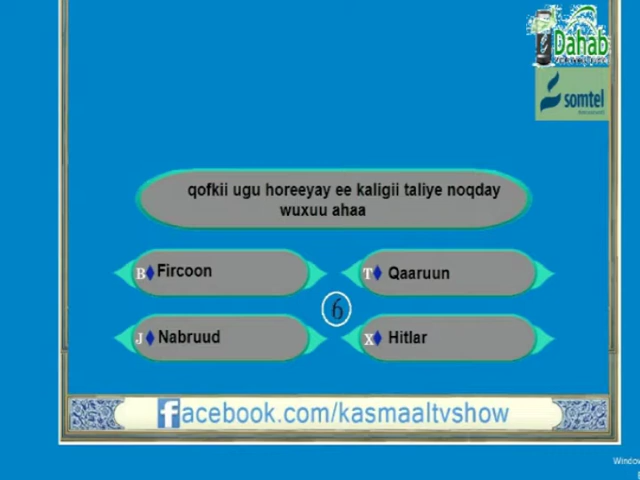 Dahab
somtel
qofkii ugu horeeyay ee kaligii taliye noqday
wuxuu ahaa
B Fircoon
T Qaaruun
6
J Nabruud
X Hitlar
facebook.com/kasmaaltvshow